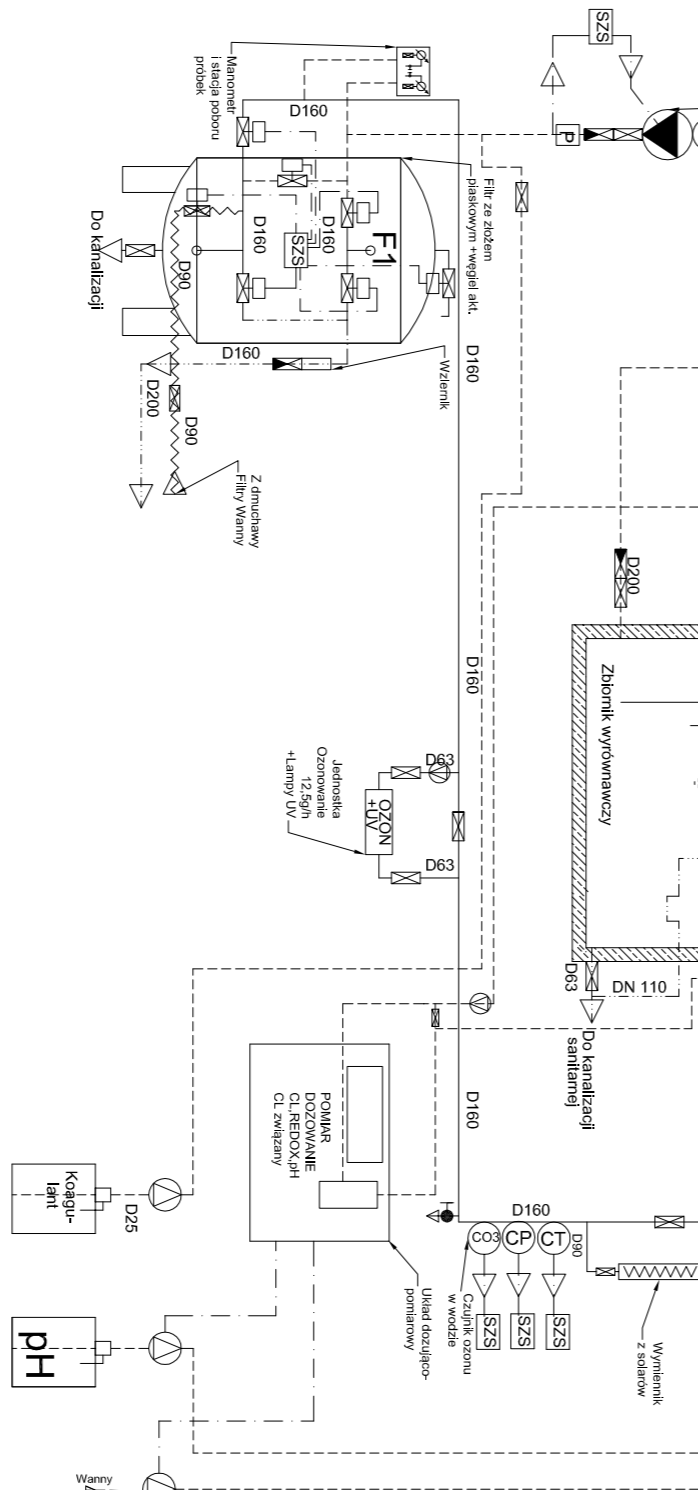 SZS
P
Manometr
i stacja poboru
próbek
D160
Filtr ze złożem
piaskowym +węgiel akt.
F1
SZS
D160
D160
D90
Do kanalizacji
D160
Wziernik
D200
D90
Z dmuchawy
Filtry Wanny
D160
D200
Zbiornik wyrównawczy
D160
Jednostka
Ozonowanie
12,5g/h
+Lampy UV
D63
OZON
+UV
D63
D63
DN 110
Do kanalizacji
sanitarnej
D160
POMIAR
DOZOWANIE
CL,REDOX,pH
CL związany
Koagu-
lant
D25
Układ dozująco-
pomiarowy
D160
CO3
CP
CT
D90
Czujnik ozonu
w wodzie
SZS
SZS
SZS
Wymiennik
z solarów
pH
Wanny